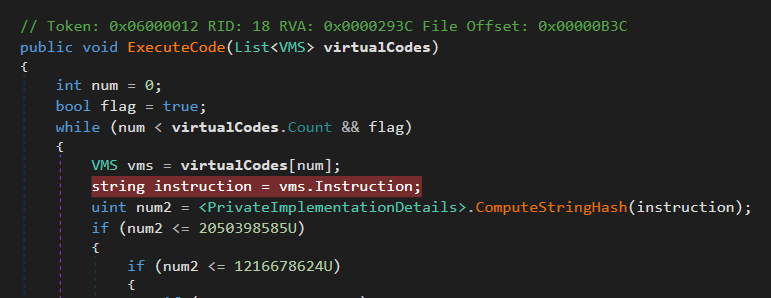 // Token: 0x06000012 RID: 18 RVA: 0x0000293C File Offset: 0x00000B3C
public void ExecuteCode(List<VMS> virtualCodes)
{
int num = 0;
bool flag = true;
while (num < virtualCodes.Count && flag)
{
VMS vms = virtualCodes[num];
string instruction = vms.Instruction;
uint num2 = <PrivateImplementationDetails>.ComputeStringHash(instruction);
if (num2 <= 2050398585U)
{
if (num2 <= 1216678624U)
{